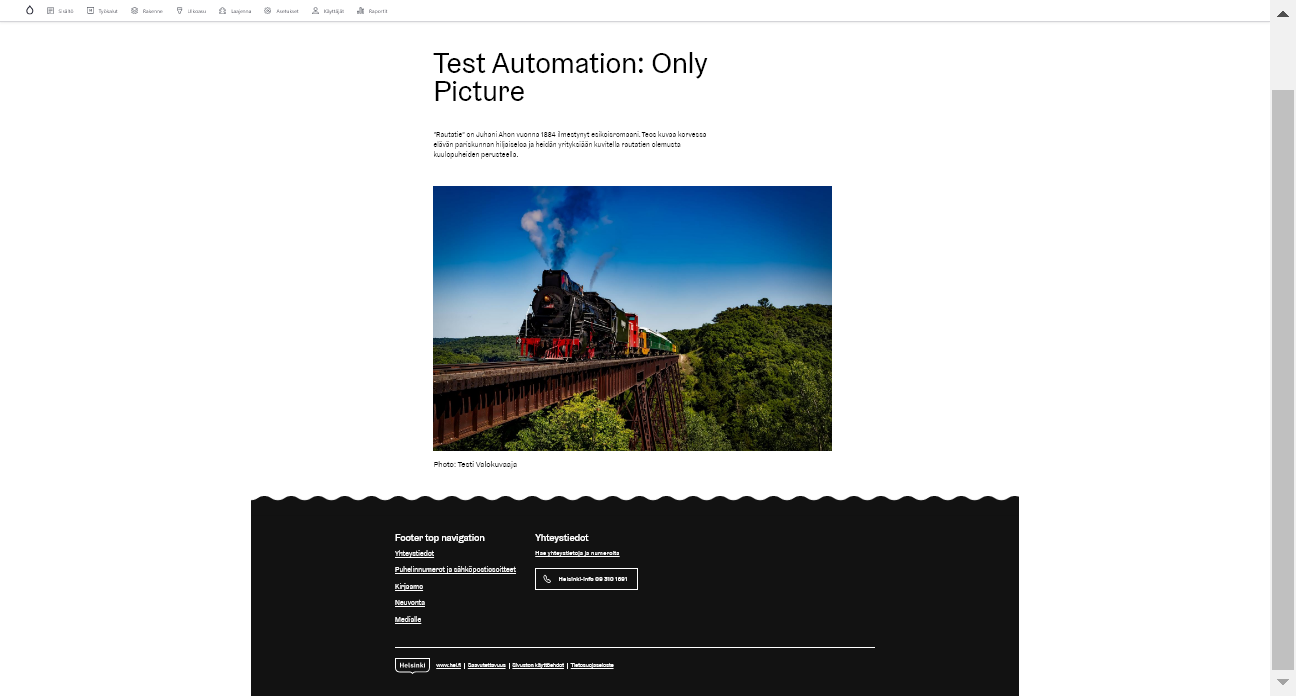 Sisältö Työkalut Rakenne Ulkoasu Laajenna Asetukset Käyttäjät Raportit
Test Automation: Only
Picture
"Rautatie" on Juhani Ahon vuonna 1884 ilmestynyt esikoisromaani. Teos kuvaa korvessa
elävän pariskunnan hiljaiseloa ja heidän yrityksiään kuvitella rautatien olemusta
kuulopuheiden perusteella.
Photo: Testi Valokuvaaja
Footer top navigation
Yhteystiedot
Puhelinnumerot ja sähköpostiosoitteet
Kirjaamo
Neuvonta
Medialle
Yhteystiedot
Hae yhteystietoja ja numeroita
Helsinki-info 09 310 1691
Helsinki www.hel.fi | Saavutettavuus | Sivuston käyttöehdot | Tietosuojaseloste